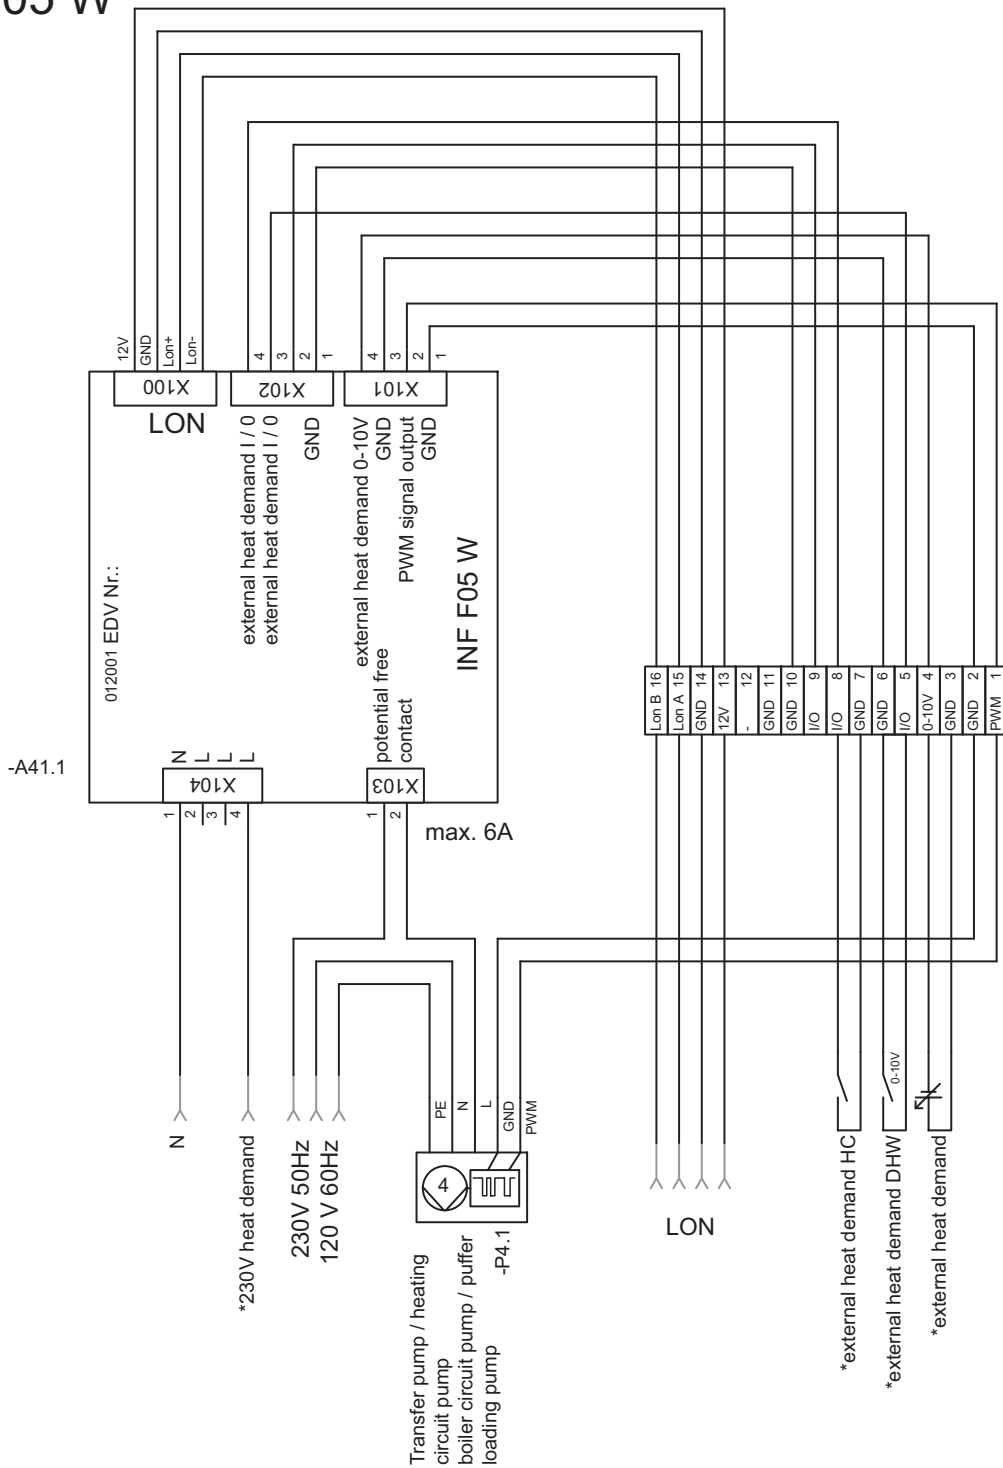 05 W
12V
GND
Lon+
Lon-
4
3
2
1
4
3
2
1
X100
X102
X101
LON
external heat demand I / 0
external heat demand I / 0
GND
external heat demand 0-10V
GND
PWM signal output
GND
012001 EDV Nr.:
INF F05 W
potential free
contact
-A41.1
N
L
L
L
X104
X103
1
2
3
4
1
2
max. 6A
Lon B 16
Lon A 15
GND 14
12V 13
- 12
GND 11
GND 10
I/O 9
I/O 8
GND 7
GND 6
I/O 5
0-10V 4
GND 3
GND 2
PWM 1
N
*230V heat demand
230V 50Hz
120 V 60Hz
PE
N
L
GND
PWM
4
-P4.1
Transfer pump / heating
circuit pump
boiler circuit pump / puffer
loading pump
LON
0-10V
*external heat demand HC
*external heat demand DHW
*external heat demand